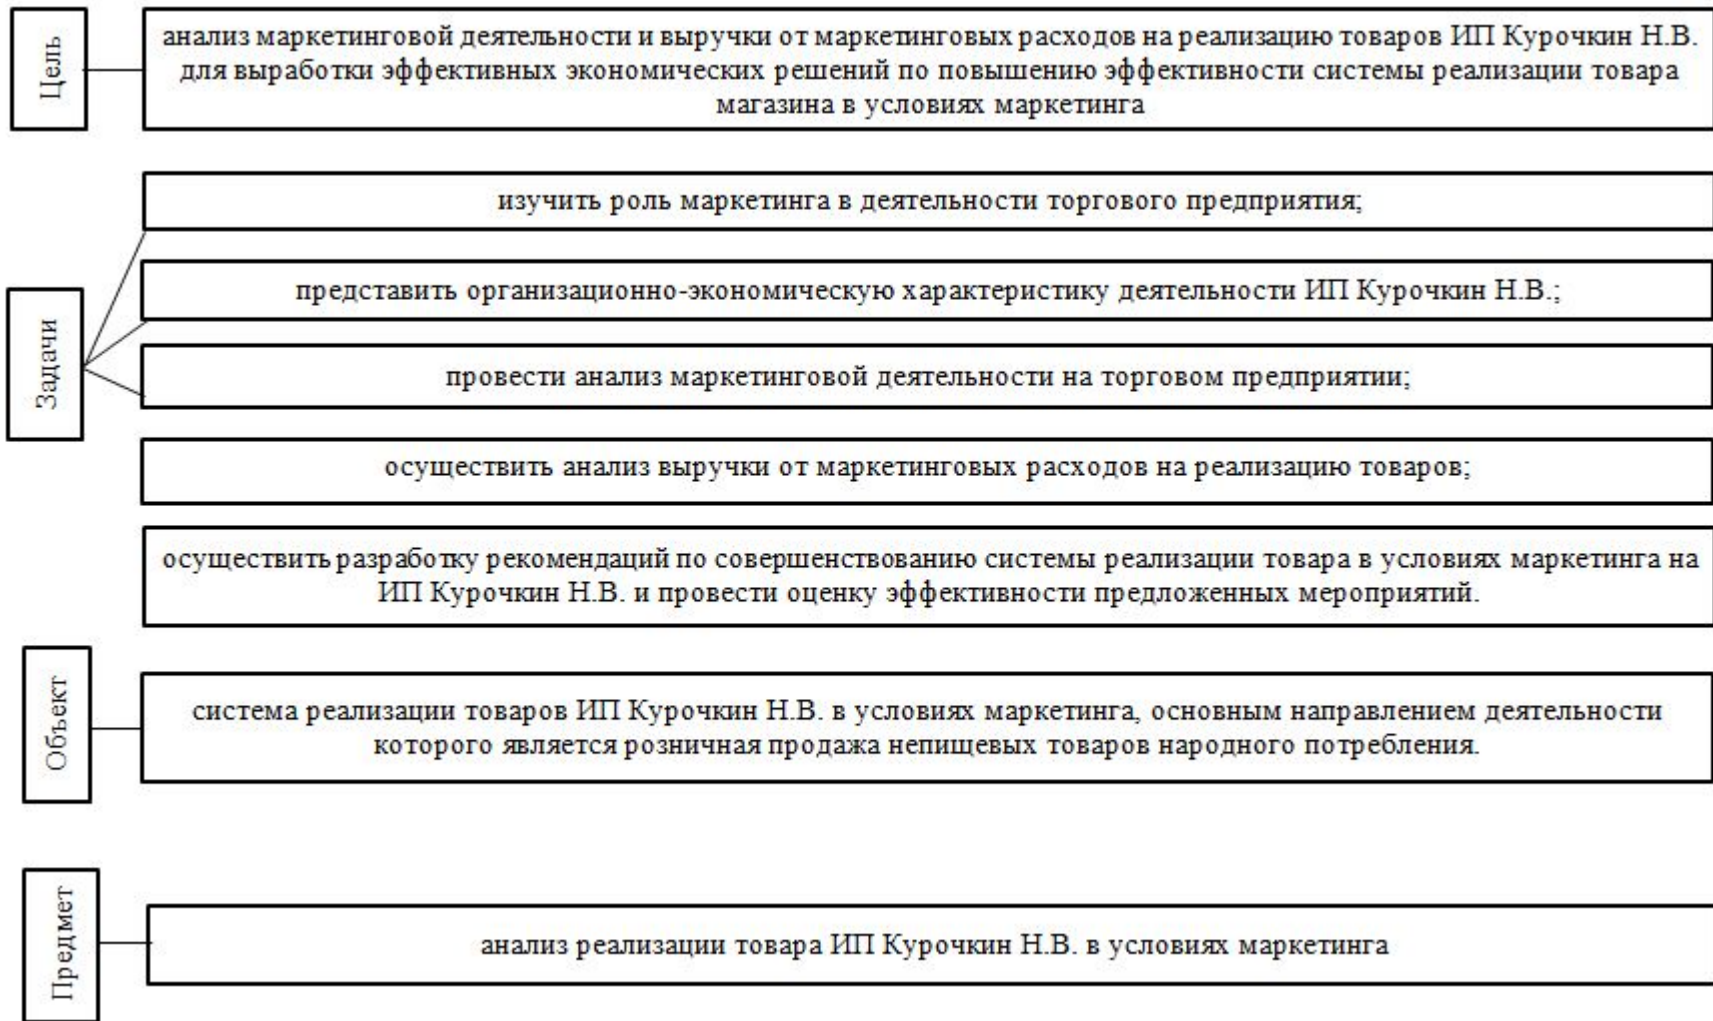 Цель
анализ маркетинговой деятельности и выручки от маркетинговых расходов на реализацию товаров ИП Курочкин Н.В.
для выработки эффективных экономических решений по повышению эффективности системы реализации товара
магазина в условиях маркетинга
Задачи
изучить роль маркетинга в деятельности торгового предприятия;
представить организационно-экономическую характеристику деятельности ИП Курочкин Н.В.;
провести анализ маркетинговой деятельности на торговом предприятии;
осуществить анализ выручки от маркетинговых расходов на реализацию товаров;
осуществить разработку рекомендаций по совершенствованию системы реализации товара в условиях маркетинга на
ИП Курочкин Н.В. и провести оценку эффективности предложенных мероприятий.
Объект
система реализации товаров ИП Курочкин Н.В. в условиях маркетинга, основным направлением деятельности
которого является розничная продажа непищевых товаров народного потребления.
Предмет
анализ реализации товара ИП Курочкин Н.В. в условиях маркетинга